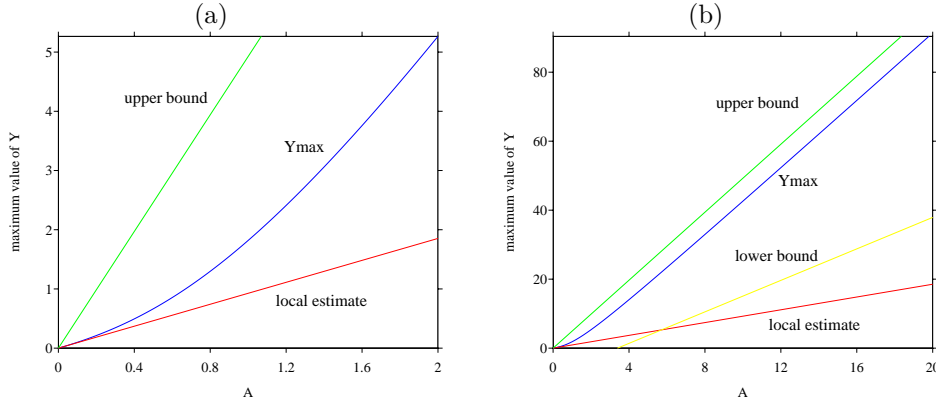 (a)
5
4
3
2
1
0
0
0.4
0.8
1.2
1.6
2
maximum value of Y
A
upper bound
Ymax
local estimate
(b)
80
60
40
20
0
0
4
8
12
16
20
maximum value of Y
A
upper bound
Ymax
lower bound
local estimate